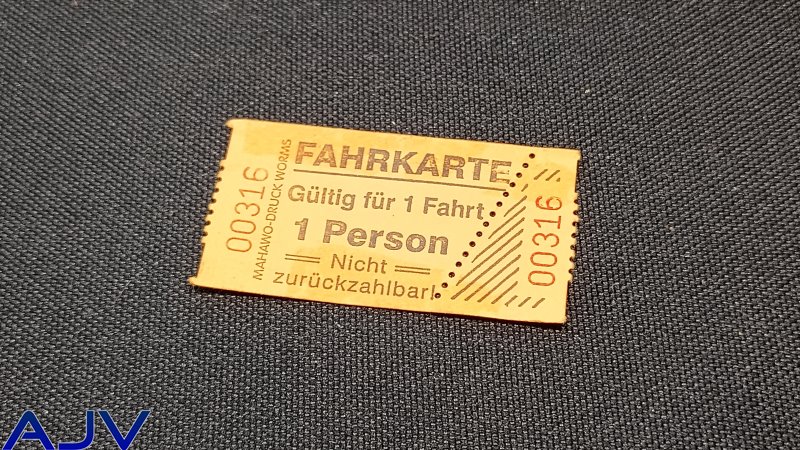 00316
MAHAWO-DRUCK WORMS
FAHRKARTE
Gültig für 1 Fahrt
1 Person
Nicht
zurückzahlbar!
00316
AJV